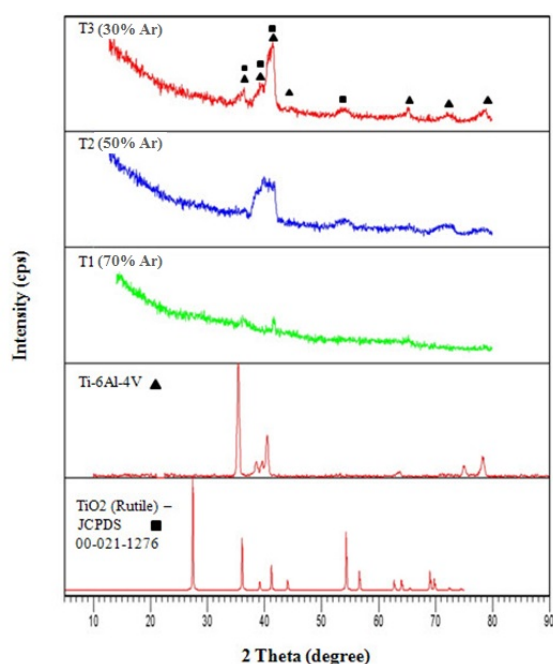 T3 (30% Ar)
T2 (50% Ar)
T1 (70% Ar)
Ti-6Al-4V ▲
TiO2 (Rutile) –
JCPDS ■
00-021-1276
Intensity (cps)
10 20 30 40 50 60 70 80 90
2 Theta (degree)